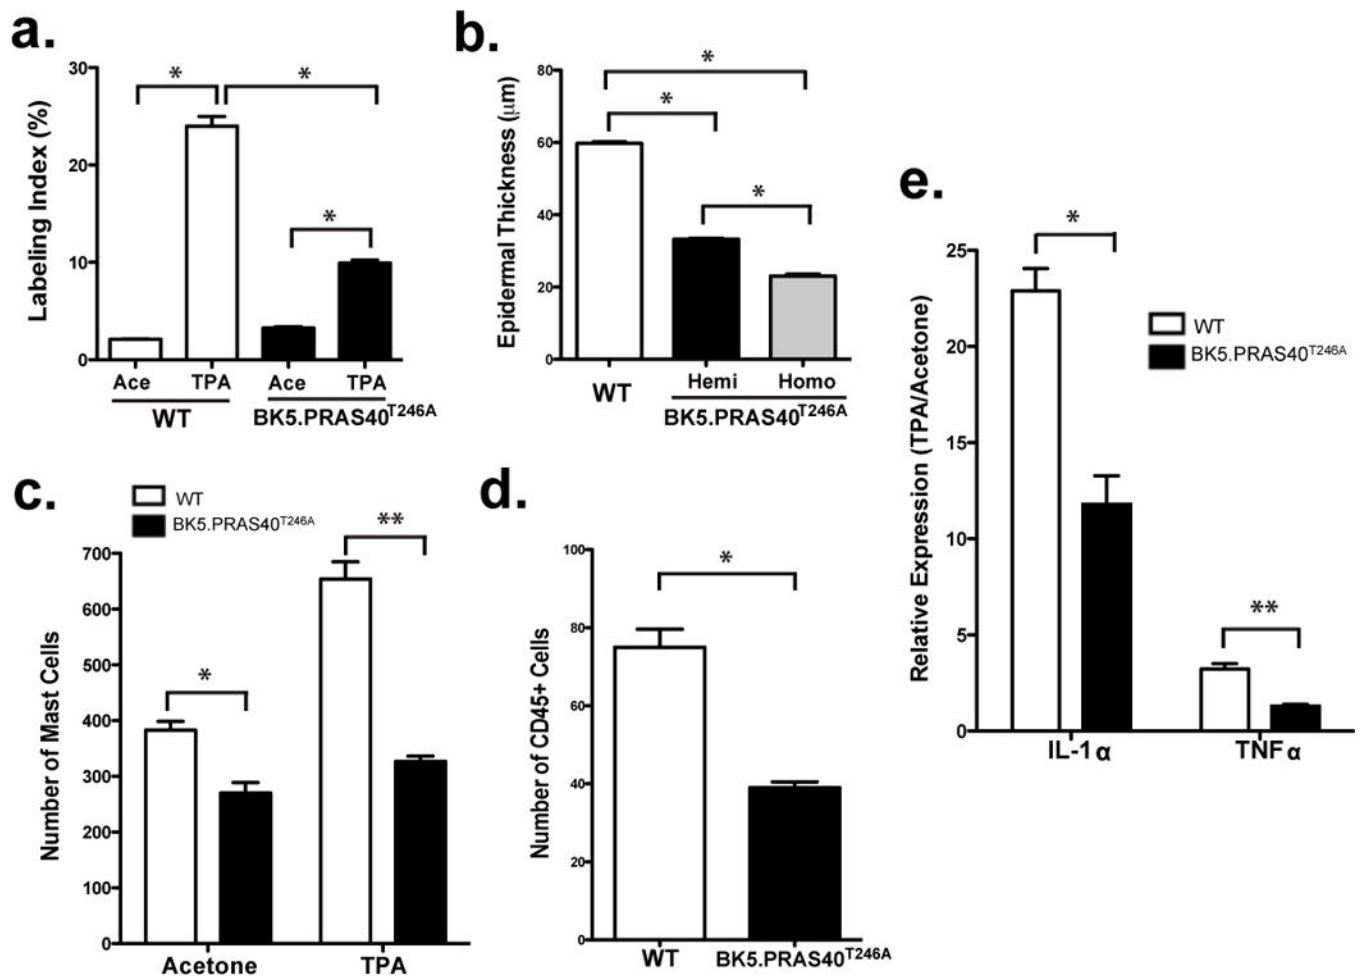 a.
Labeling Index (%)
30
20
10
0
*
*
*
Ace TPA Ace TPA
WT BK5.PRAS40T246A
b.
Epidermal Thickness (μm)
80
60
40
20
0
*
*
*
WT Hemi Homo
BK5.PRAS40T246A
c.
WT
BK5.PRAS40T246A
Number of Mast Cells
700
600
500
400
300
200
100
0
*
**
Acetone TPA
d.
Number of CD45+ Cells
100
80
60
40
20
0
*
WT BK5.PRAS40T246A
e.
Relative Expression (TPA/Acetone)
25
20
15
10
5
0
*
**
WT
BK5.PRAS40T246A
IL-1α TNFα